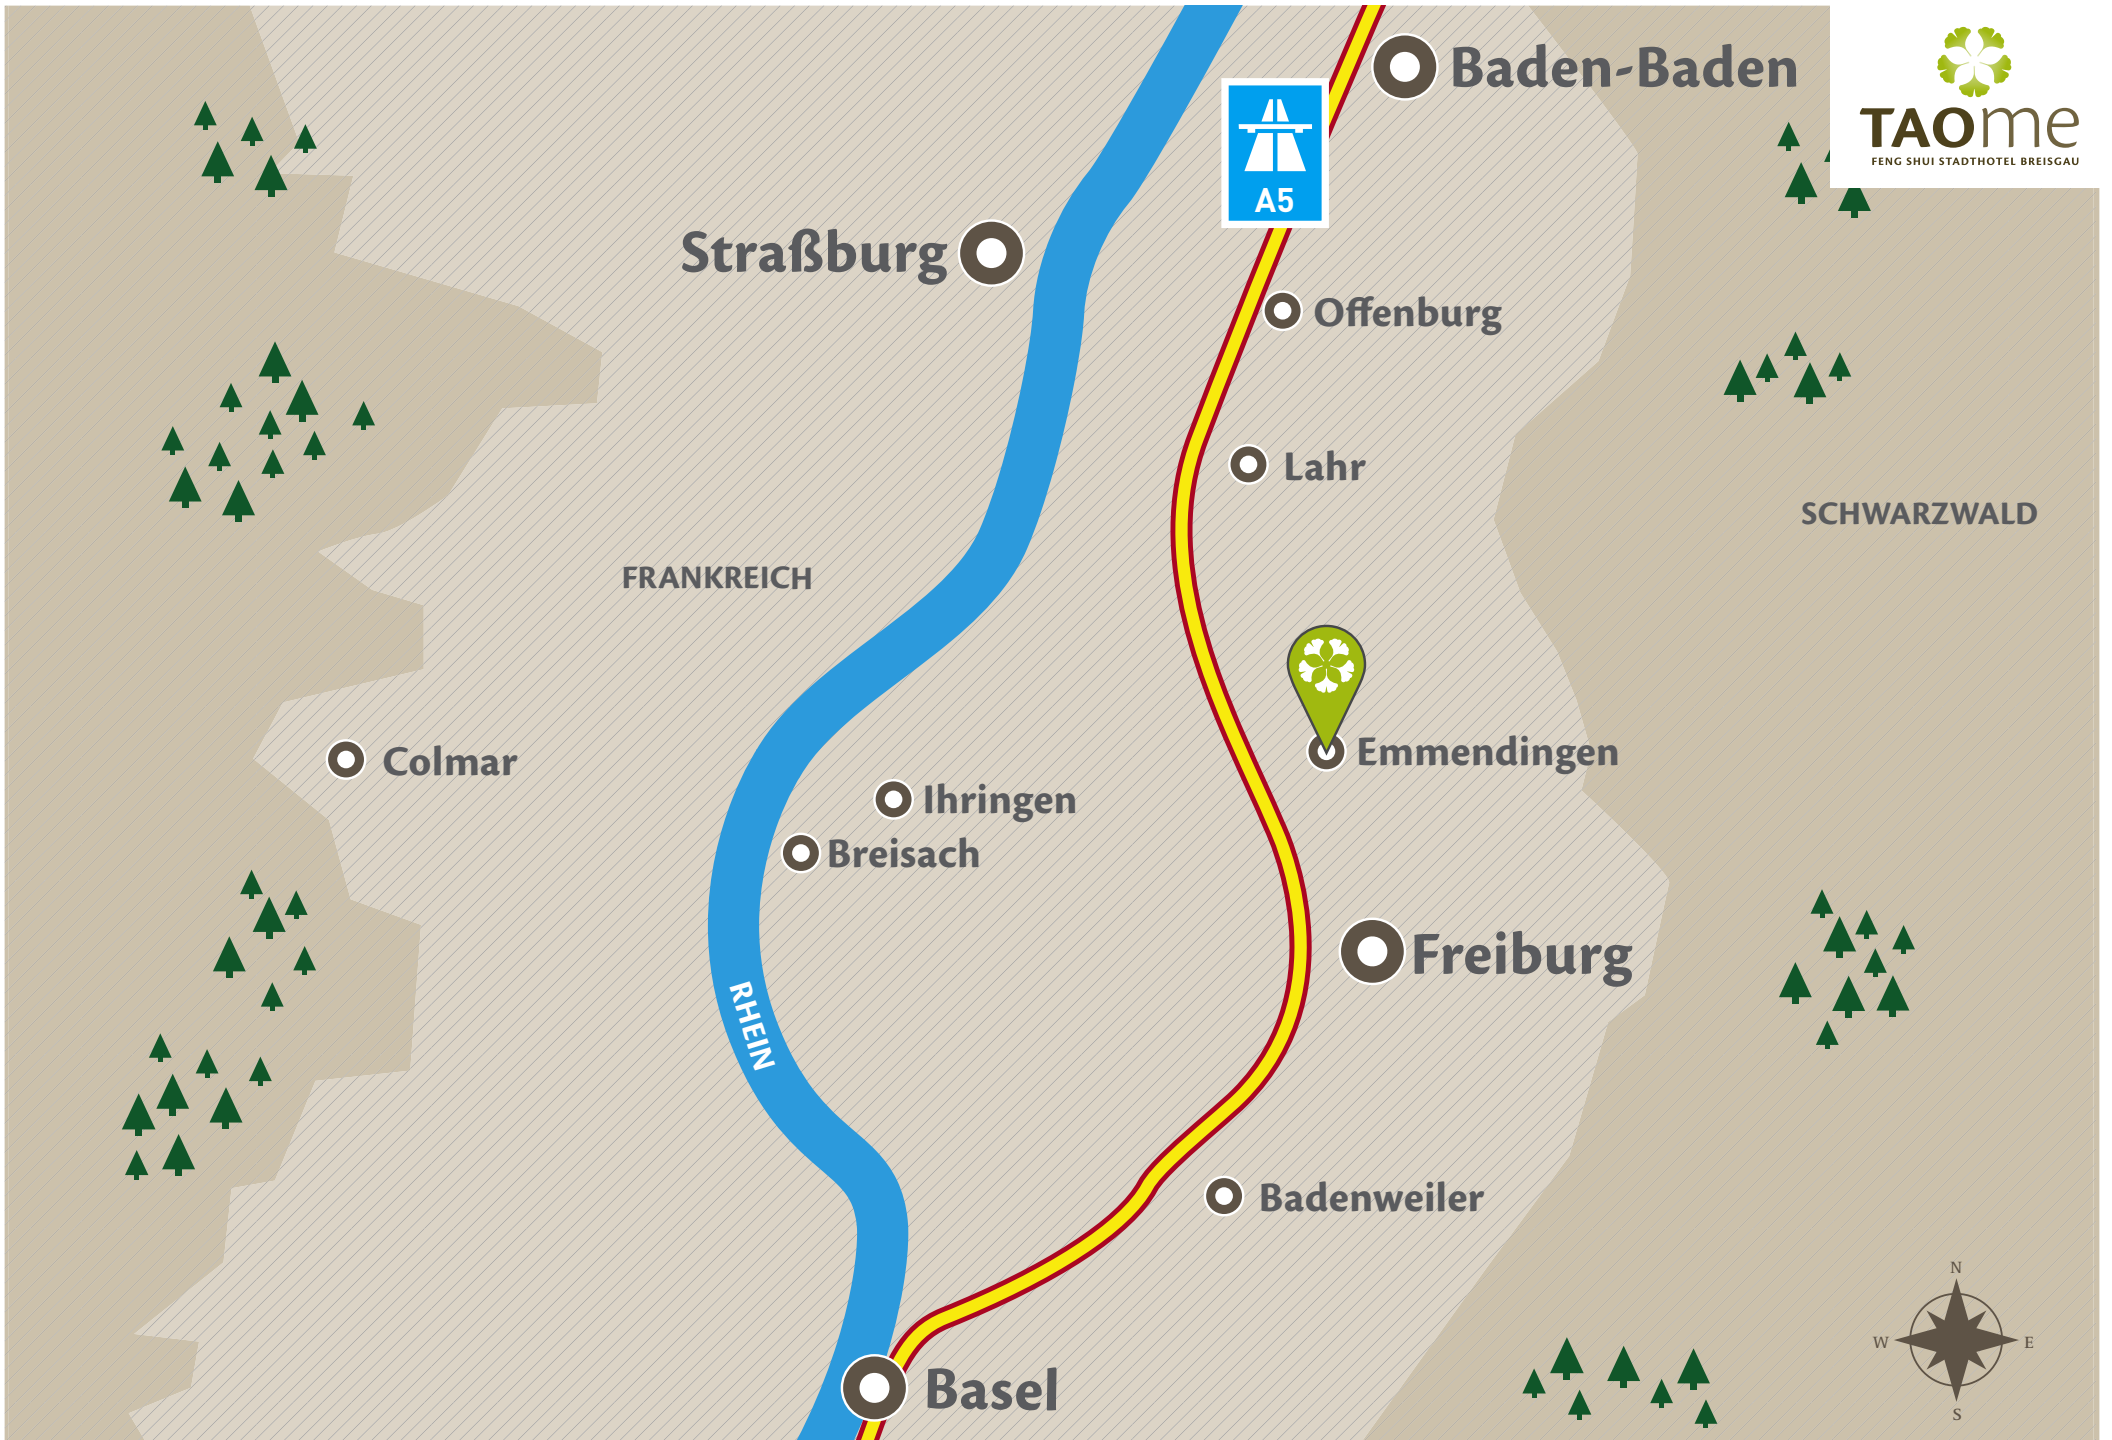 Baden-Baden
TAOme
FENG SHUI STADTHOTEL BREISGAU
A5
Straßburg
Offenburg
Lahr
SCHWARZWALD
FRANKREICH
Emmendingen
Colmar
Ihringen
Breisach
Freiburg
RHEIN
Badenweiler
N
W
E
S
Basel